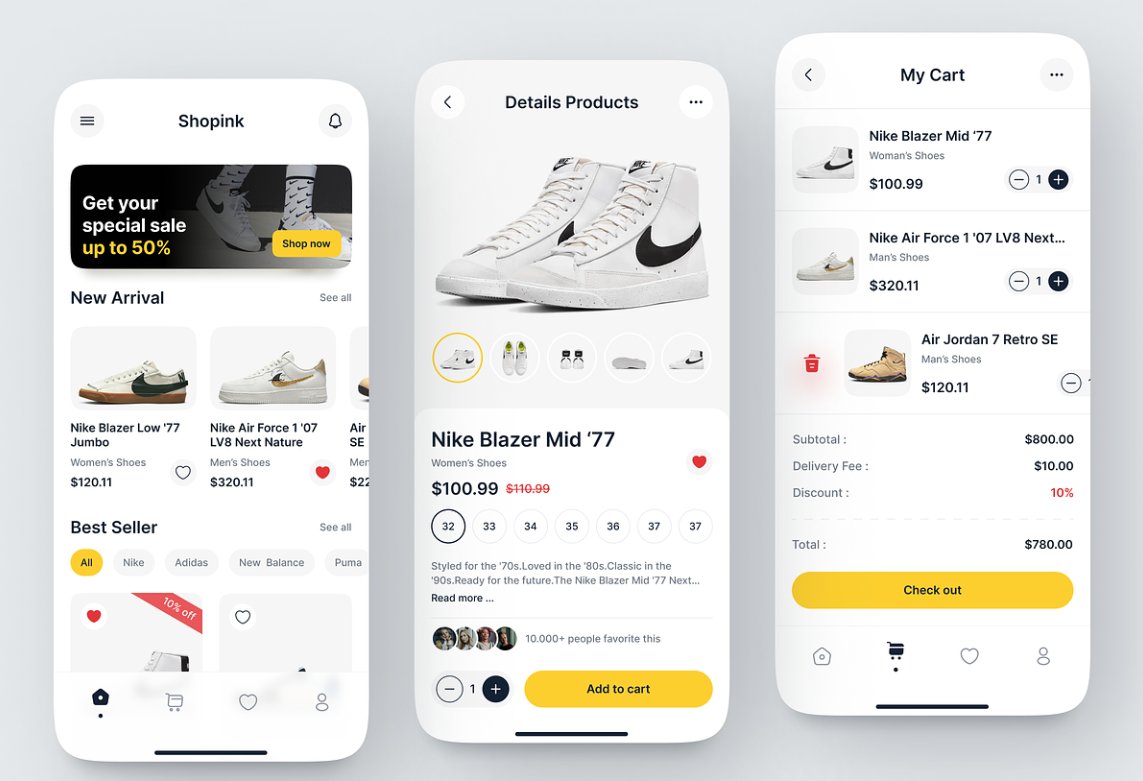 Shopink
Get your
special sale
up to 50%
Shop now
New Arrival
See all
Nike Blazer Low '77
Jumbo
Women's Shoes
$120.11
Nike Air Force 1 '07
LV8 Next Nature
Men's Shoes
$320.11
Air
SE
Men
$22
Best Seller
See all
All
Nike
Adidas
New Balance
Puma
10% off
Details Products
Nike Blazer Mid ‘77
Women's Shoes
$100.99 $110.99
32 33 34 35 36 37 37
Styled for the '70s.Loved in the '80s.Classic in the
'90s.Ready for the future.The Nike Blazer Mid '77 Next...
Read more ...
10.000+ people favorite this
1
Add to cart
My Cart
Nike Blazer Mid ‘77
Woman's Shoes
$100.99
1
Nike Air Force 1 '07 LV8 Next...
Man's Shoes
$320.11
1
Air Jordan 7 Retro SE
Man's Shoes
$120.11
Subtotal : $800.00
Delivery Fee : $10.00
Discount : 10%
Total : $780.00
Check out